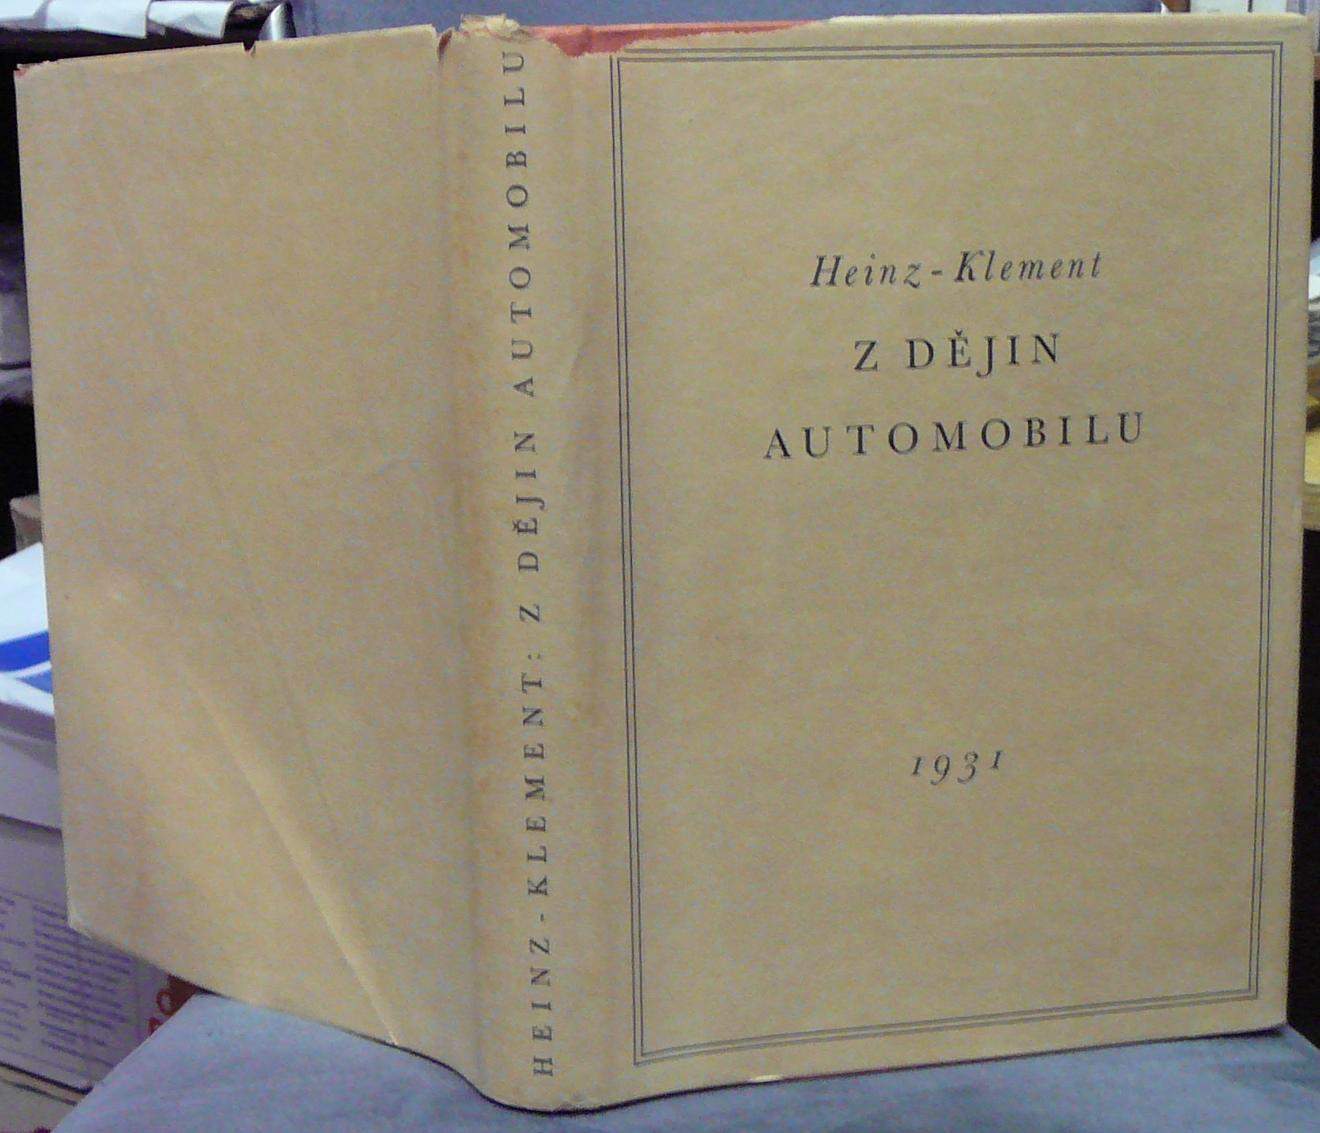 HEINZ-KLEMENT: Z DĚJIN AUTOMOBILU
Heinz-Klement
Z DĚJIN
AUTOMOBILU
1931